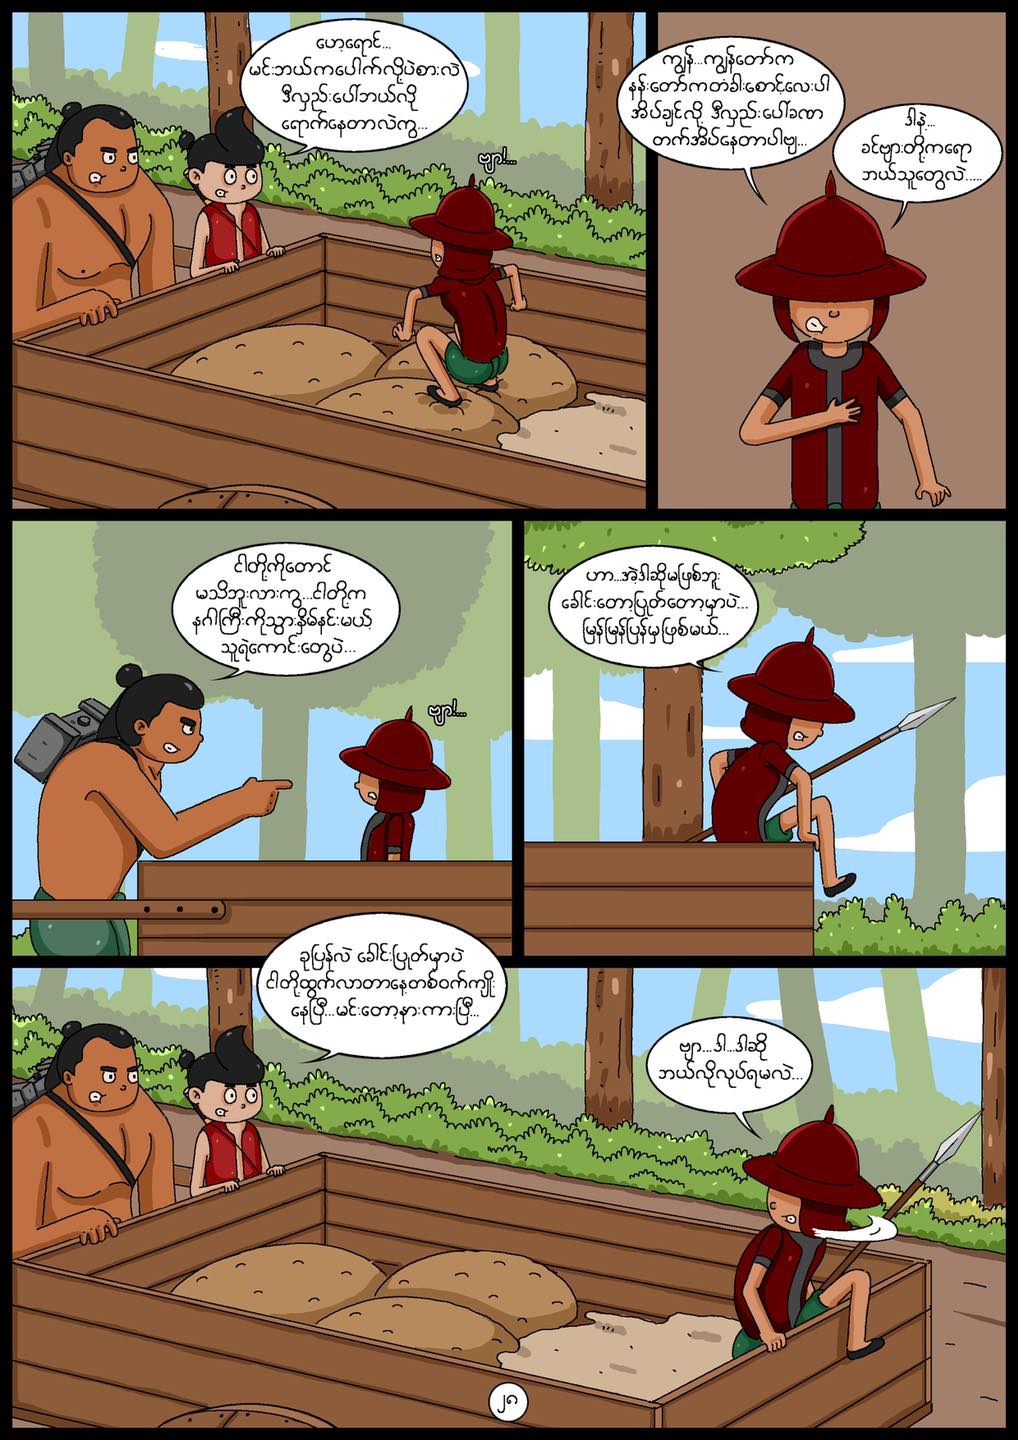 ဟေ့ရောင်...
မင်းဘယ်ကပေါက်လို့ပဲစားလဲ
ဒီလှည်းပေါ်ဘယ်လို
ရောက်နေတာလဲကွ...
ဗျာ!...
ကျွန်...ကျွန်တော်က
နန်းတော်ကတံခါးစောင့်လေးပါ
အိပ်ချင်လို့ ဒီလှည်းပေါ်ခဏ
တက်အိပ်နေတာပါဗျ...
ဒါနဲ့...
ခင်ဗျားတို့ကရော
ဘယ်သူတွေလဲ.....
ငါတို့ကိုတောင်
မသိဘူးလားကွ...ငါတို့က
နဂါကြီးကိုသွားနှိမ်နင်းမယ့်
သူရဲကောင်းတွေပဲ...
ဗျာ!...
ဟာ...အဲ့ဒါဆိုမဖြစ်ဘူး
ခေါင်းတော့ပြုတ်တော့မှာပဲ...
မြန်မြန်ပြန်မှဖြစ်မယ်...
ခုပြန်လဲ ခေါင်းပြုတ်မှာပဲ
ငါတို့ထွက်လာတာနေ့တစ်ဝက်ကျိုး
နေပြီ...မင်းတော့နားကားပြီ...
ဗျာ...ဒါ...ဒါဆို
ဘယ်လိုလုပ်ရမလဲ...
၂၈